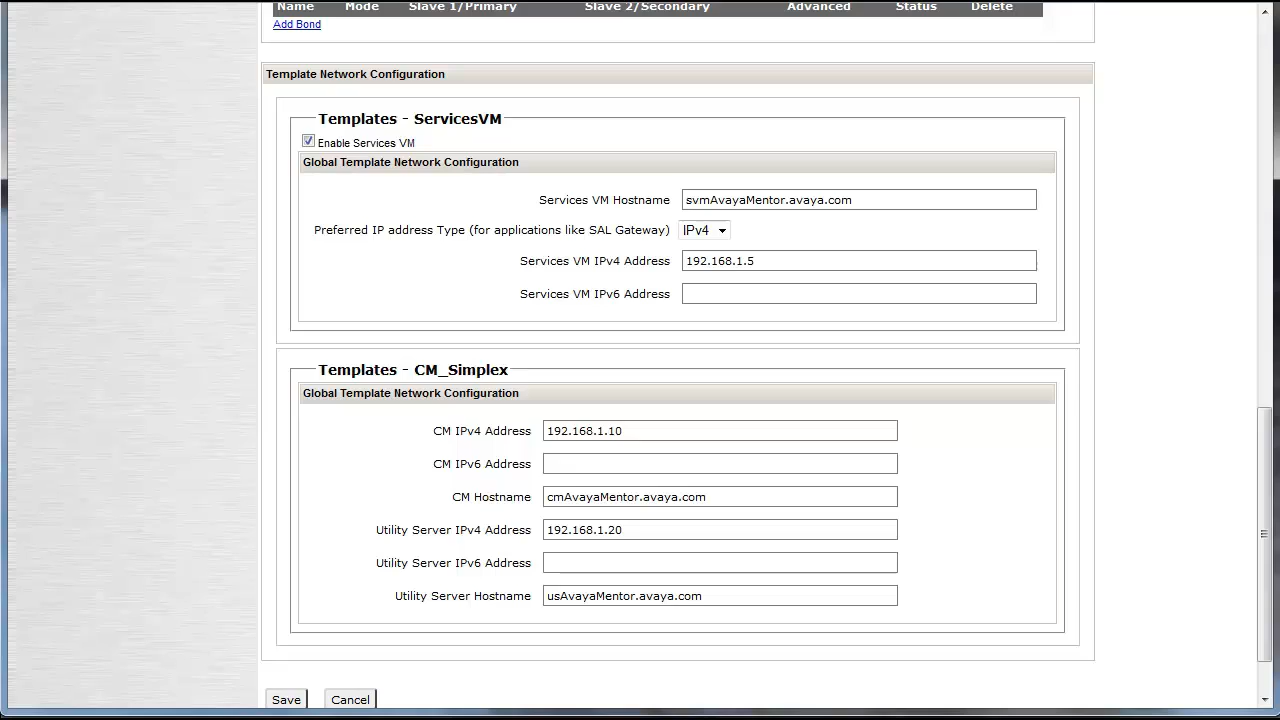 Name Mode Slave 1/Primary Slave 2/Secondary Advanced Status Delete
Add Bond
Template Network Configuration
Templates - ServicesVM
Enable Services VM
Global Template Network Configuration
Services VM Hostname svmAvayaMentor.avaya.com
Preferred IP address Type (for applications like SAL Gateway) IPv4
Services VM IPv4 Address 192.168.1.5
Services VM IPv6 Address
Templates - CM_Simplex
Global Template Network Configuration
CM IPv4 Address 192.168.1.10
CM IPv6 Address
CM Hostname cmAvayaMentor.avaya.com
Utility Server IPv4 Address 192.168.1.20
Utility Server IPv6 Address
Utility Server Hostname usAvayaMentor.avaya.com
Save Cancel